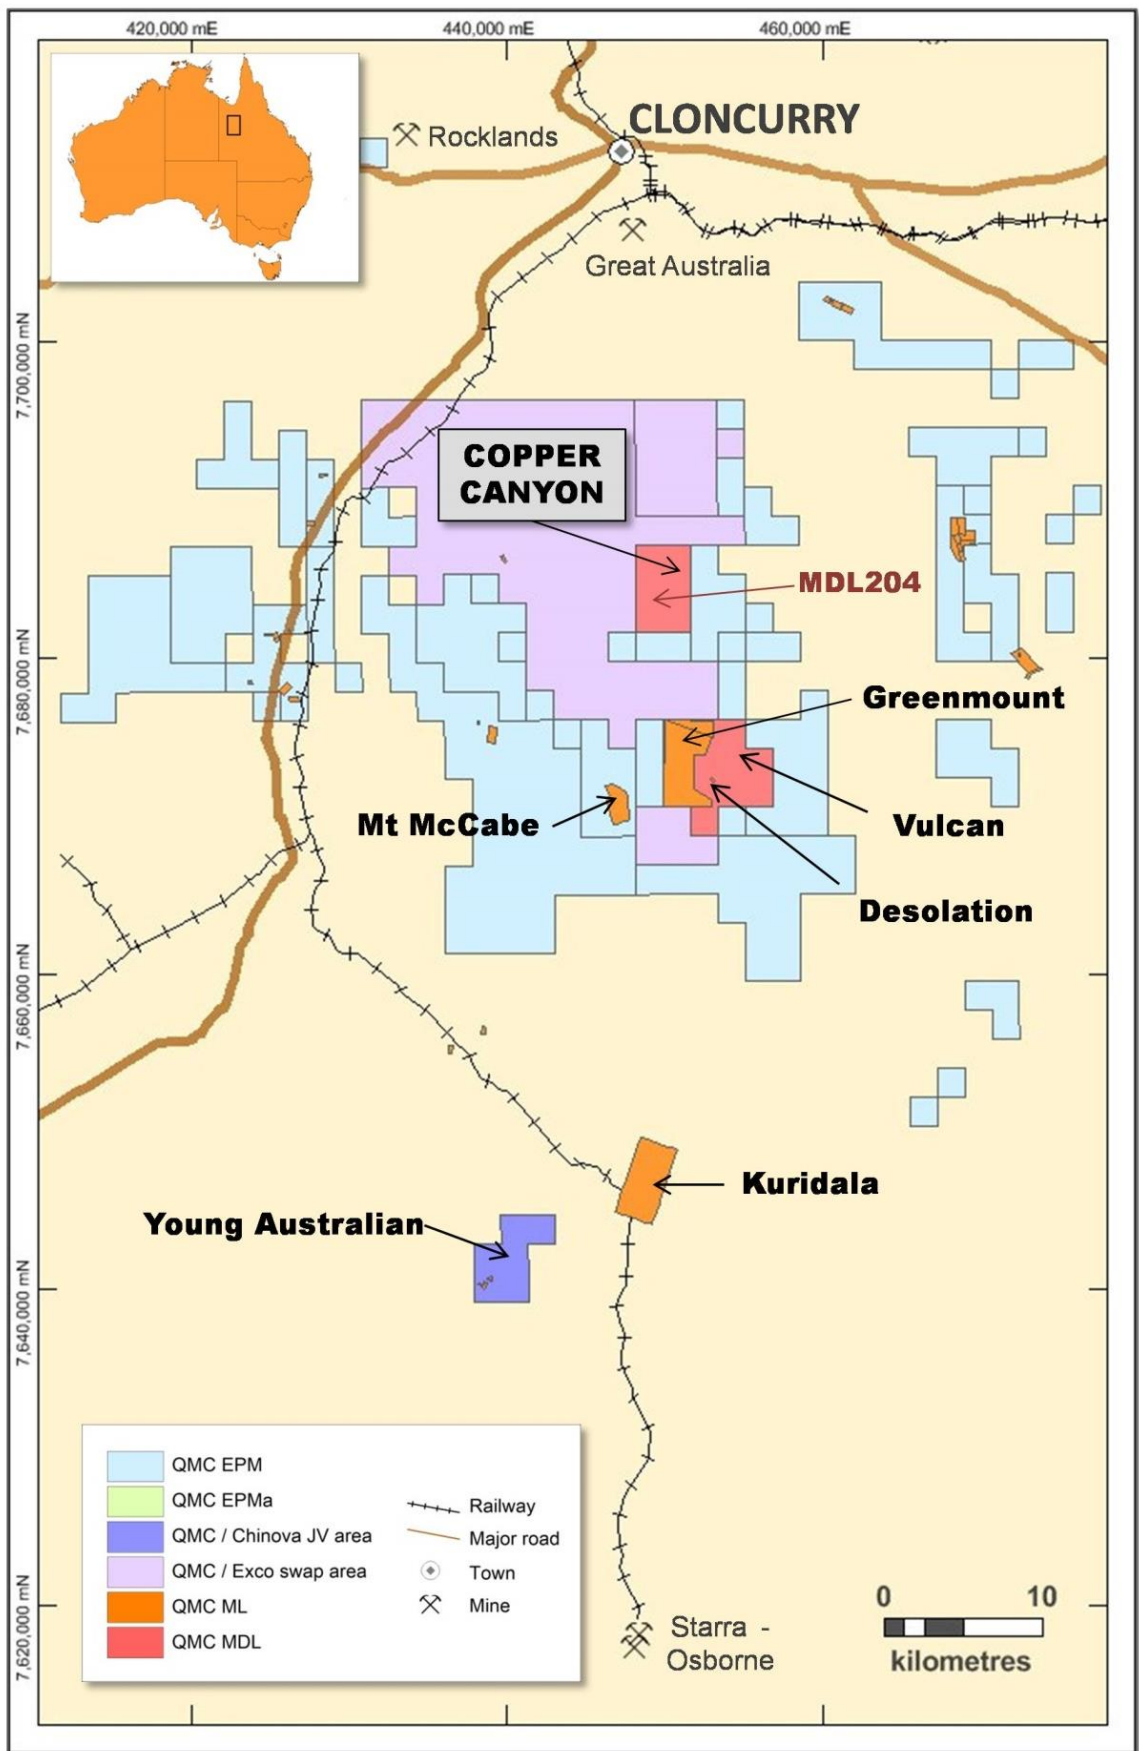 420,000 mE
440,000 mE
460,000 mE
CLONCURRY
Rocklands
Great Australia
7,700,000 mN
COPPER
CANYON
MDL204
7,680,000 mN
Greenmount
Mt McCabe
Vulcan
Desolation
7,660,000 mN
Kuridala
Young Australian
7,640,000 mN
QMC EPM
QMC EPMa
QMC / Chinova JV area
QMC / Exco swap area
QMC ML
QMC MDL
Railway
Major road
Town
Mine
0 10
kilometres
7,620,000 mN
Starra -
Osborne